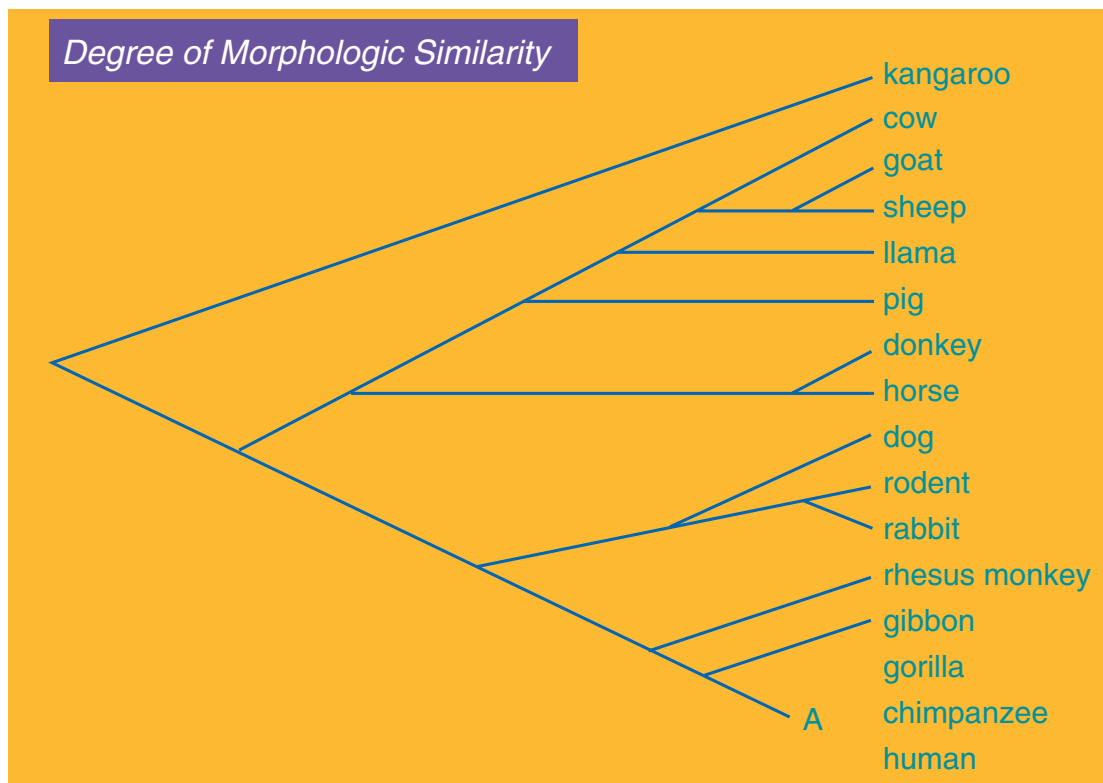 Degree of Morphologic Similarity
kangaroo
cow
goat
sheep
llama
pig
donkey
horse
dog
rodent
rabbit
rhesus monkey
gibbon
gorilla
A
chimpanzee
human